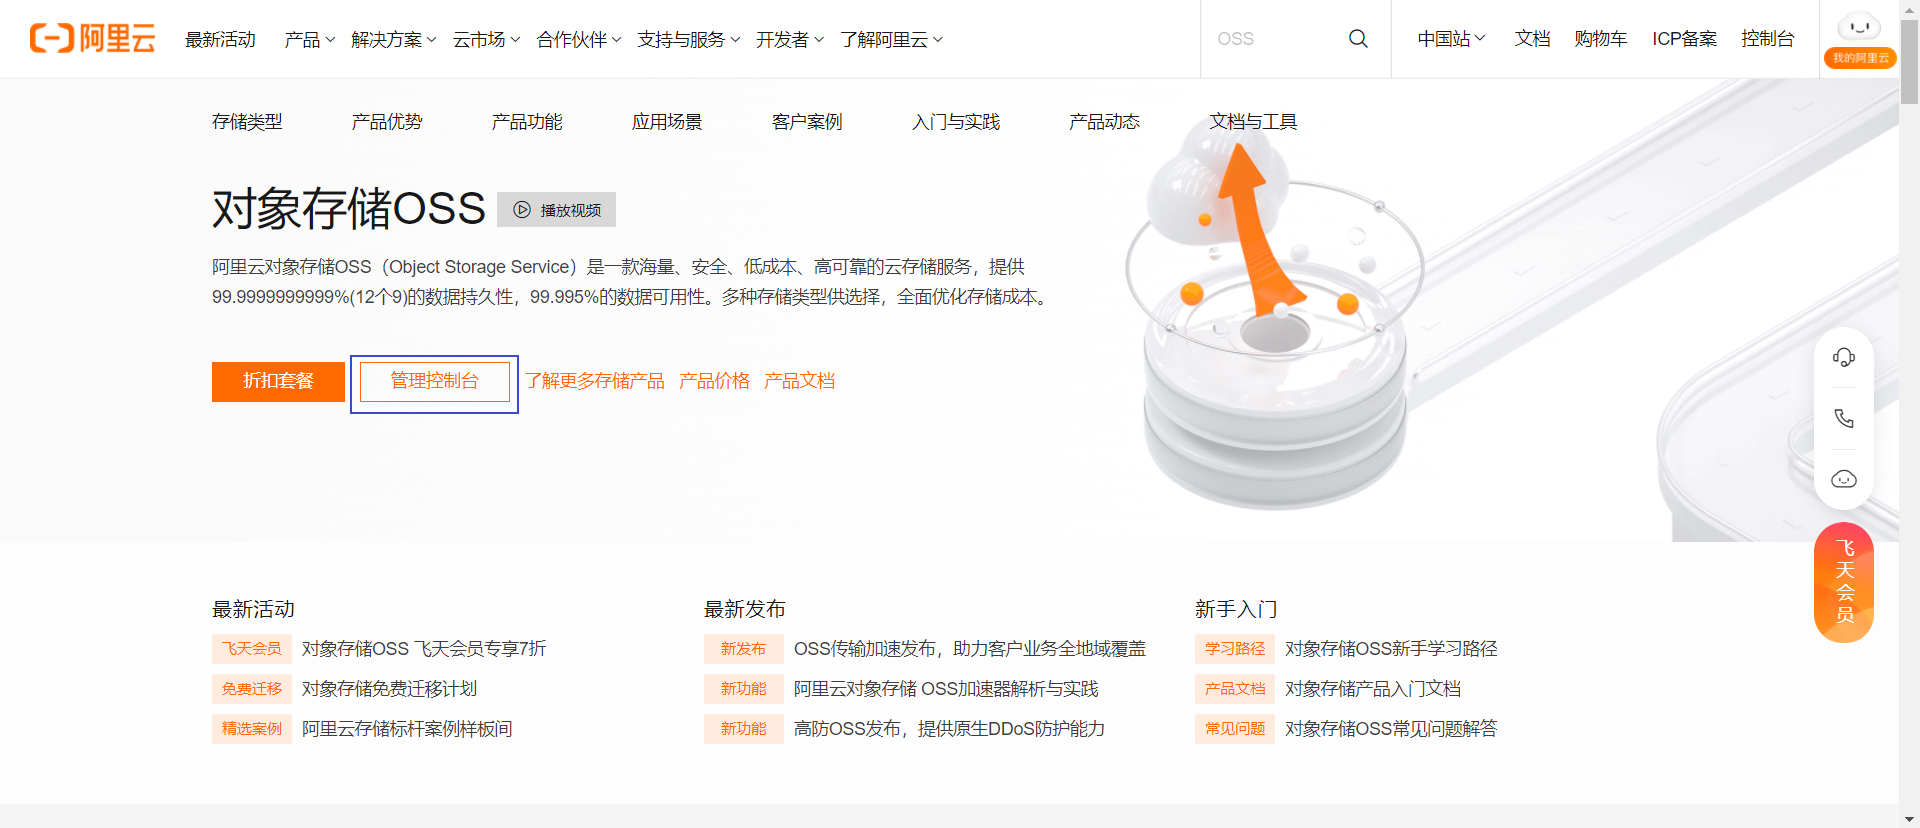 阿里云 最新活动 产品 解决方案 云市场 合作伙伴 支持与服务 开发者 了解阿里云 OSS 中国站 文档 购物车 ICP备案 控制台
我的阿里云
存储类型 产品优势 产品功能 应用场景 客户案例 入门与实践 产品动态 文档与工具
对象存储OSS 播放视频
阿里云对象存储OSS（Object Storage Service）是一款海量、安全、低成本、高可靠的云存储服务，提供
99.9999999999%(12个9)的数据持久性，99.995%的数据可用性。多种存储类型供选择，全面优化存储成本。
折扣套餐 管理控制台 了解更多存储产品 产品价格 产品文档
飞天会员
最新活动
飞天会员 对象存储OSS 飞天会员专享7折
免费迁移 对象存储免费迁移计划
精选案例 阿里云存储标杆案例样板间
最新发布
新发布 OSS传输加速发布，助力客户业务全地域覆盖
新功能 阿里云对象存储 OSS加速器解析与实践
新功能 高防OSS发布，提供原生DDoS防护能力
新手入门
学习路径 对象存储OSS新手学习路径
产品文档 对象存储产品入门文档
常见问题 对象存储OSS常见问题解答